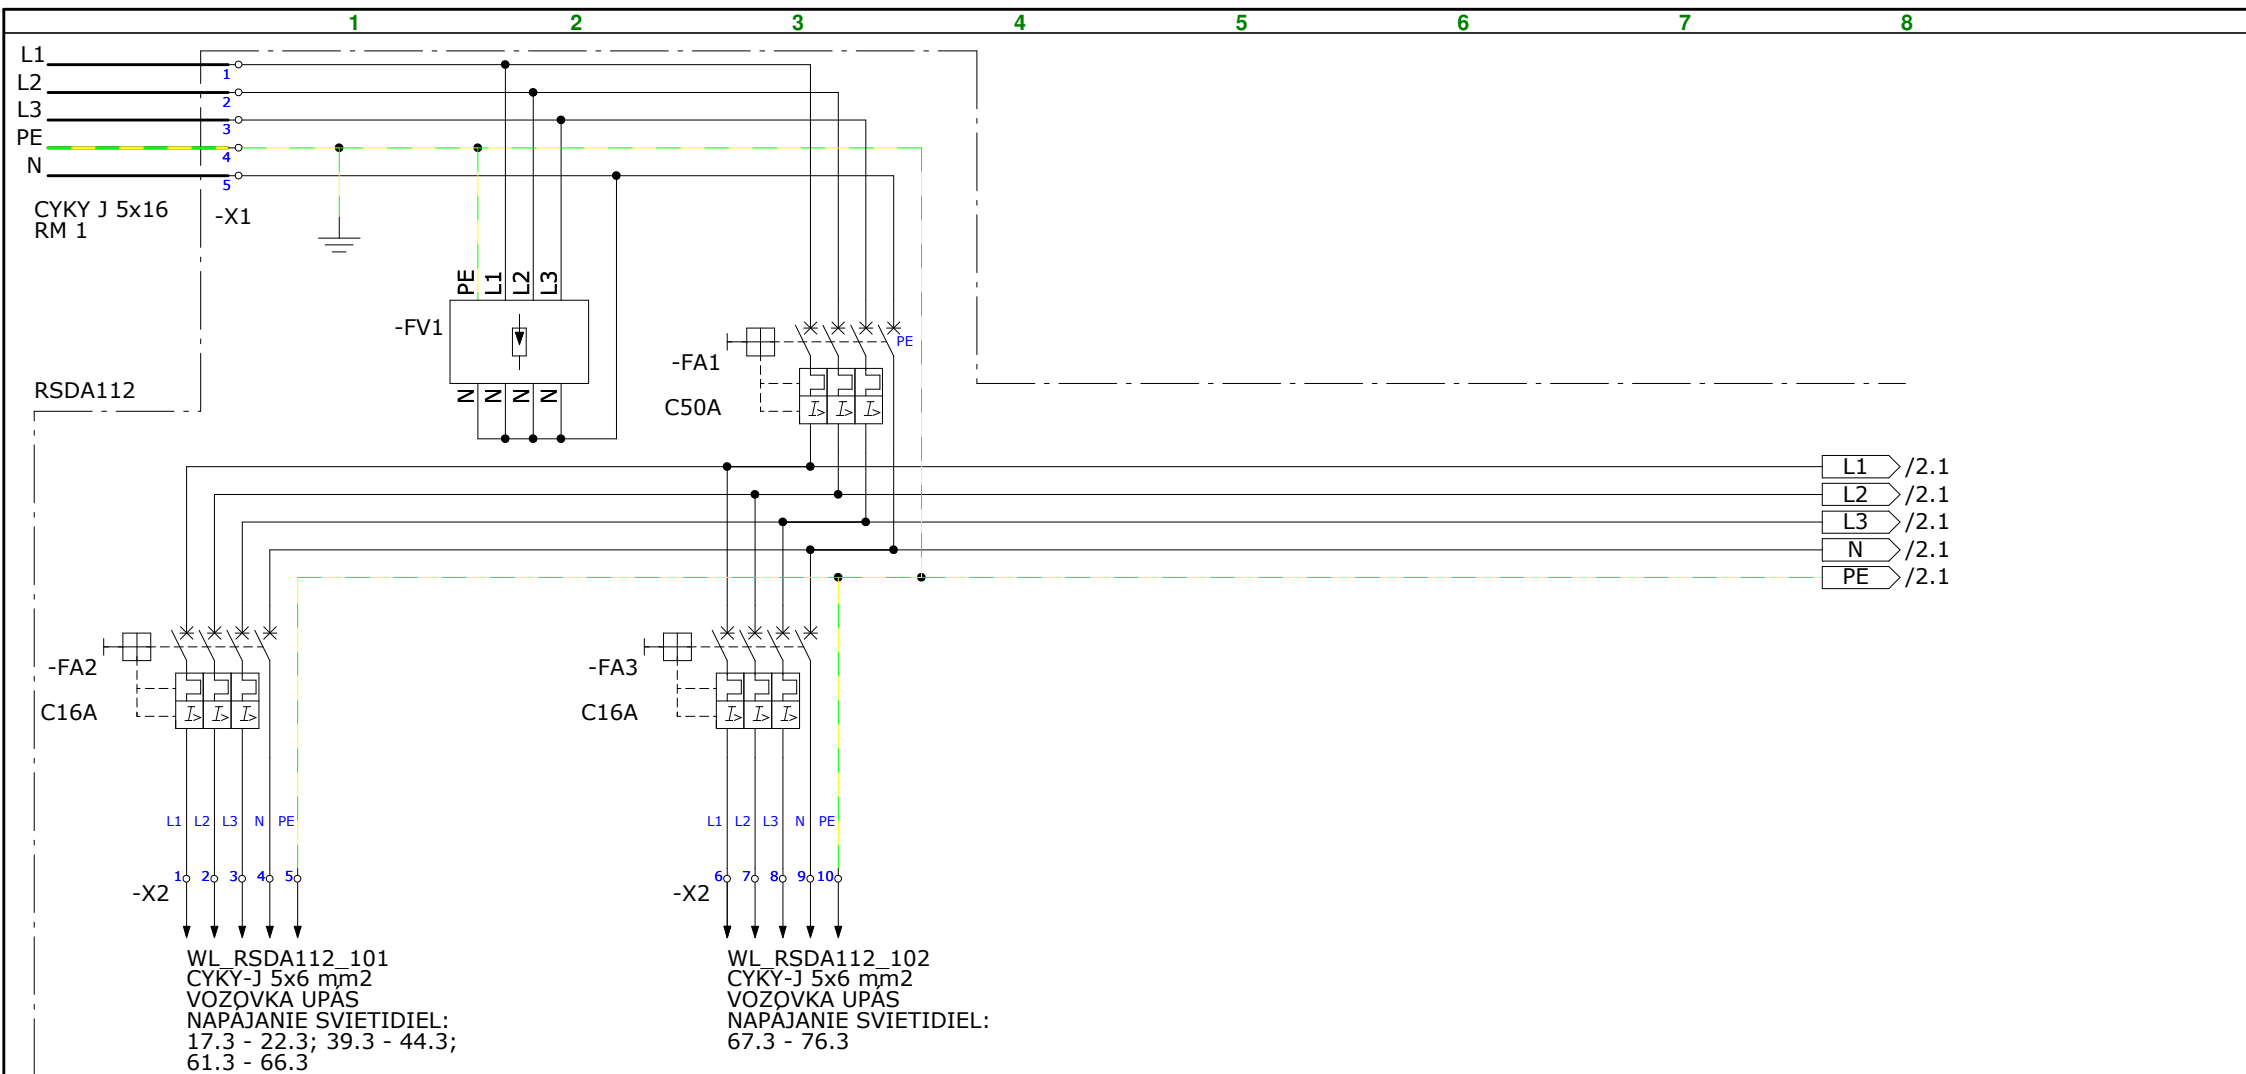 1 2 3 4 5 6 7 8
L1
1
L2
2
L3
3
PE
4
N
5
CYKY J 5x16
RM 1
-X1
PE L1 L2 L3
-FV1
N N N N
PE
-FA1
C50A
I> I> I>
RSDA112
L1 /2.1
L2 /2.1
L3 /2.1
N /2.1
PE /2.1
-FA2
C16A
I> I> I>
-FA3
C16A
I> I> I>
L1 L2 L3 N PE
1 2 3 4 5
-X2
L1 L2 L3 N PE
6 7 8 9 10
-X2
WL_RSDA112_101
CYKY-J 5x6 mm2
VOZOVKA UPÁS
NAPÁJANIE SVIETIDIEL:
17.3 - 22.3; 39.3 - 44.3;
61.3 - 66.3
WL_RSDA112_102
CYKY-J 5x6 mm2
VOZOVKA UPÁS
NAPÁJANIE SVIETIDIEL:
67.3 - 76.3